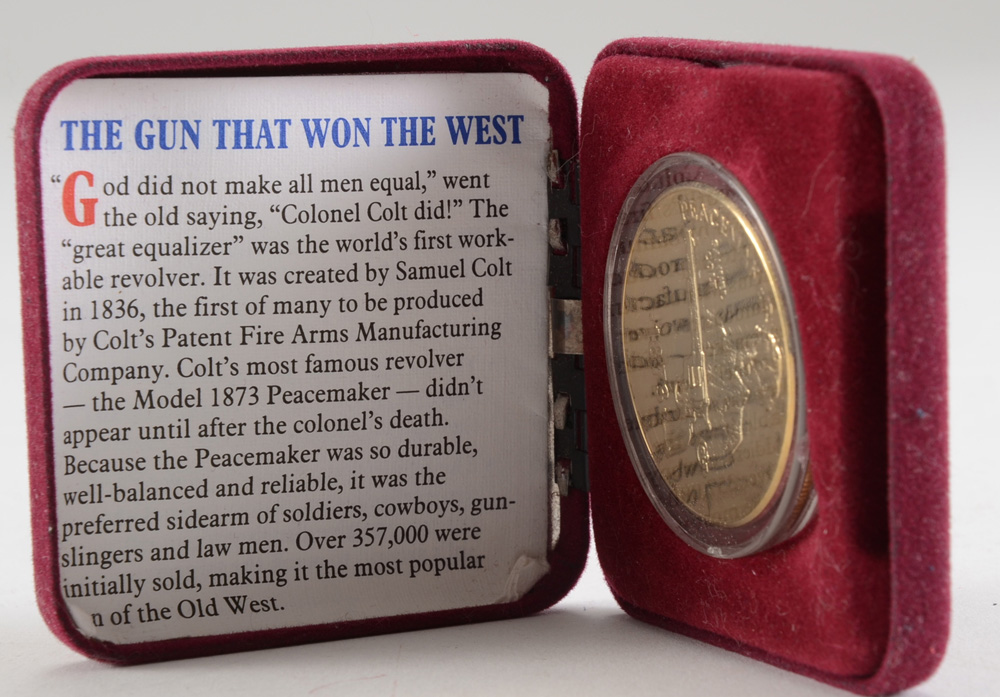 THE GUN THAT WON THE WEST
“God did not make all men equal,” went
the old saying, “Colonel Colt did!” The
“great equalizer” was the world’s first work-
able revolver. It was created by Samuel Colt
in 1836, the first of many to be produced
by Colt’s Patent Fire Arms Manufacturing
Company. Colt’s most famous revolver
— the Model 1873 Peacemaker — didn’t
appear until after the colonel’s death.
Because the Peacemaker was so durable,
well-balanced and reliable, it was the
preferred sidearm of soldiers, cowboys, gun-
slingers and law men. Over 357,000 were
initially sold, making it the most popular
n of the Old West.